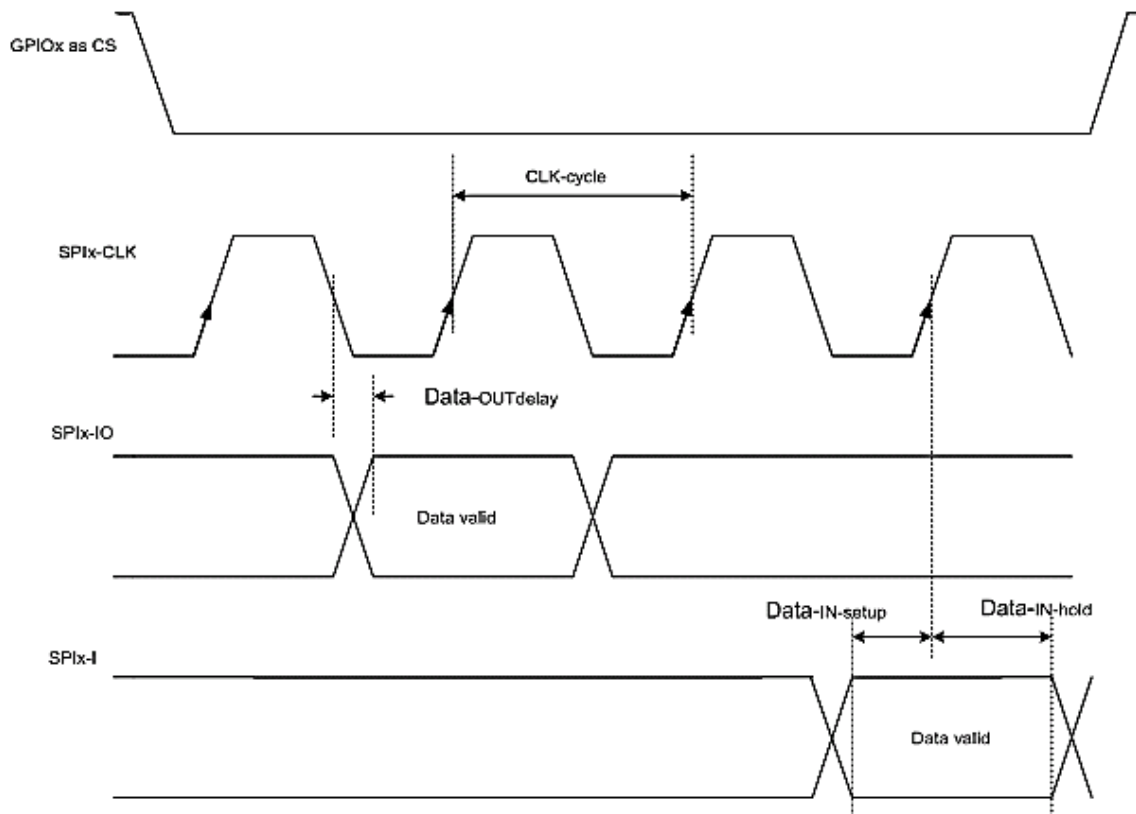 GPIOx as CS
CLK-cycle
SPIx-CLK
Data-OUTdelay
SPIx-IO
Data valid
Data-IN-setup
Data-IN-hold
SPIx-I
Data valid